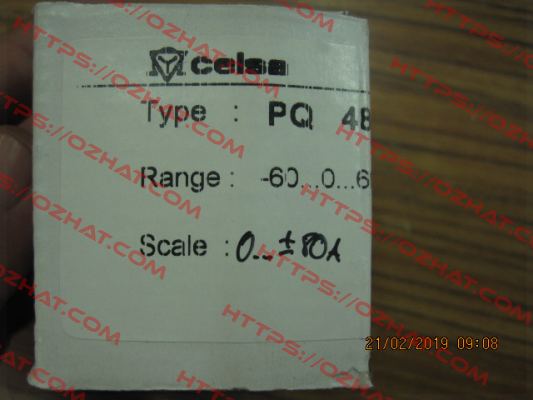 celsa
Type : PQ 48
Range : -60...0...6
Scale : 0...±80A
21/02/2019 09:08
HTTPS://OZHAT.COM